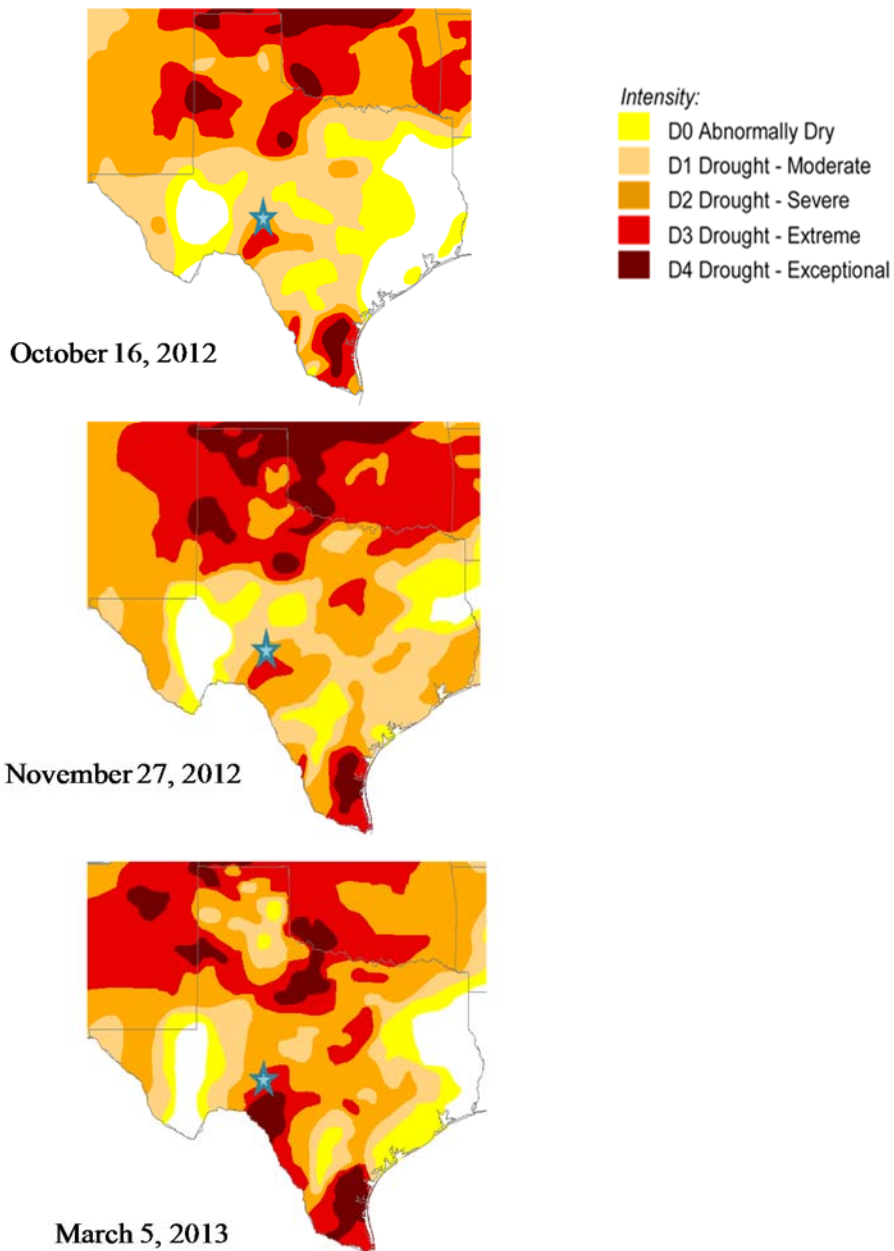 Intensity:
D0 Abnormally Dry
D1 Drought - Moderate
D2 Drought - Severe
D3 Drought - Extreme
D4 Drought - Exceptional
October 16, 2012
November 27, 2012
March 5, 2013